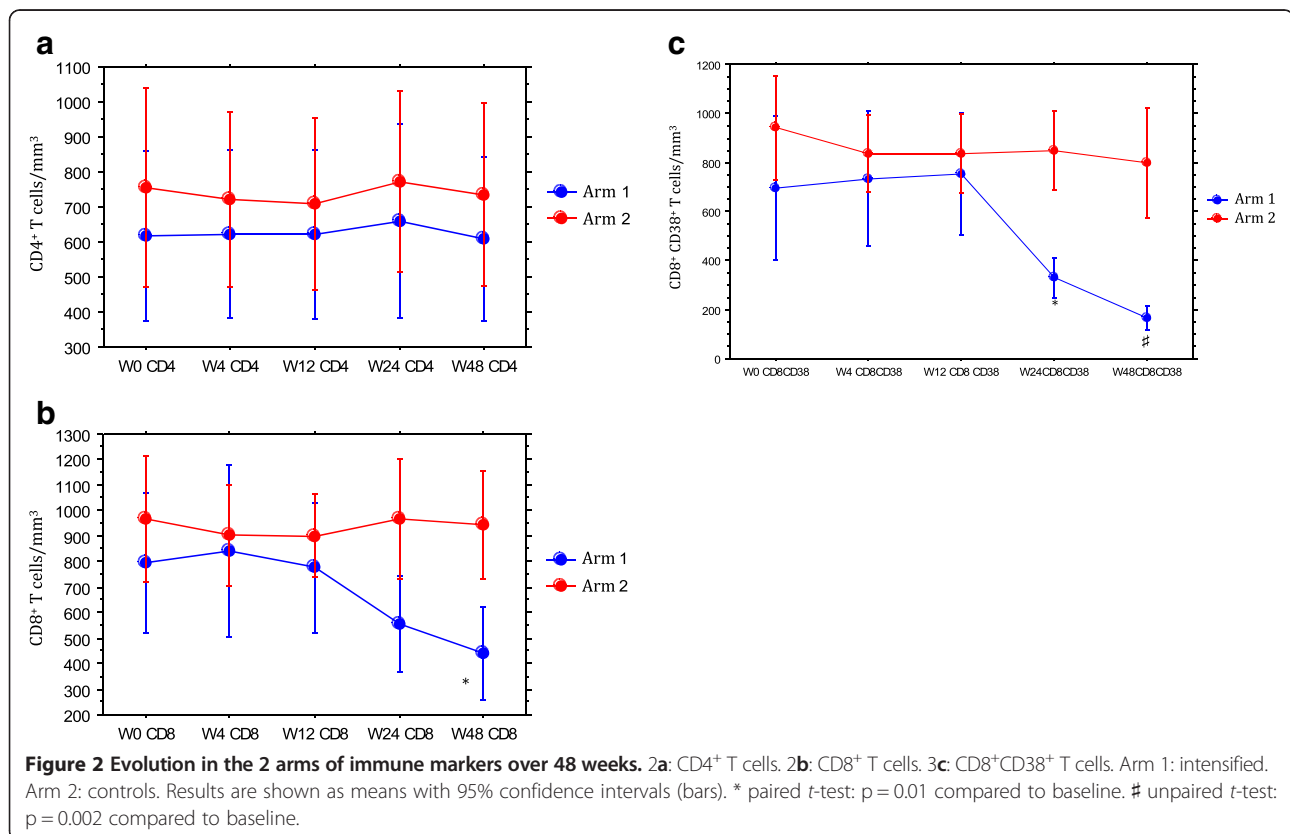 a
1100
1000
900
800
700
600
500
400
300
CD4+ T cells/mm³
W0 CD4 W4 CD4 W12 CD4 W24 CD4 W48 CD4
Arm 1
Arm 2
c
1200
1000
800
600
400
200
0
CD8+ CD38+ T cells/mm³
*
♯
W0 CD8CD38 W4 CD8CD38 W12 CD8 CD38 W24CD8CD38 W48CD8CD38
Arm 1
Arm 2
b
1300
1200
1100
1000
900
800
700
600
500
400
300
200
CD8+ T cells/mm³
*
W0 CD8 W4 CD8 W12 CD8 W24 CD8 W48 CD8
Arm 1
Arm 2
Figure 2 Evolution in the 2 arms of immune markers over 48 weeks. 2a: CD4+ T cells. 2b: CD8+ T cells. 3c: CD8+CD38+ T cells. Arm 1: intensified.
Arm 2: controls. Results are shown as means with 95% confidence intervals (bars). * paired t-test: p = 0.01 compared to baseline. ♯ unpaired t-test:
p = 0.002 compared to baseline.